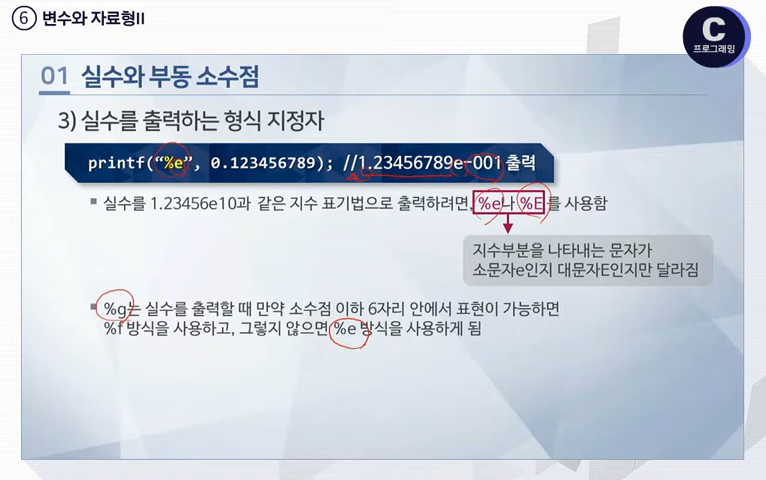 ⑥ 변수와 자료형II
C
프로그래밍
01 실수와 부동 소수점
3) 실수를 출력하는 형식 지정자
printf(“%e”, 0.123456789); //1.23456789e-001 출력
▪ 실수를 1.23456e10과 같은 지수 표기법으로 출력하려면, %e나 %E 를 사용함
지수부분을 나타내는 문자가
소문자e인지 대문자E인지만 달라짐
▪ %g는 실수를 출력할 때 만약 소수점 이하 6자리 안에서 표현이 가능하면
%f 방식을 사용하고, 그렇지 않으면 %e 방식을 사용하게 됨